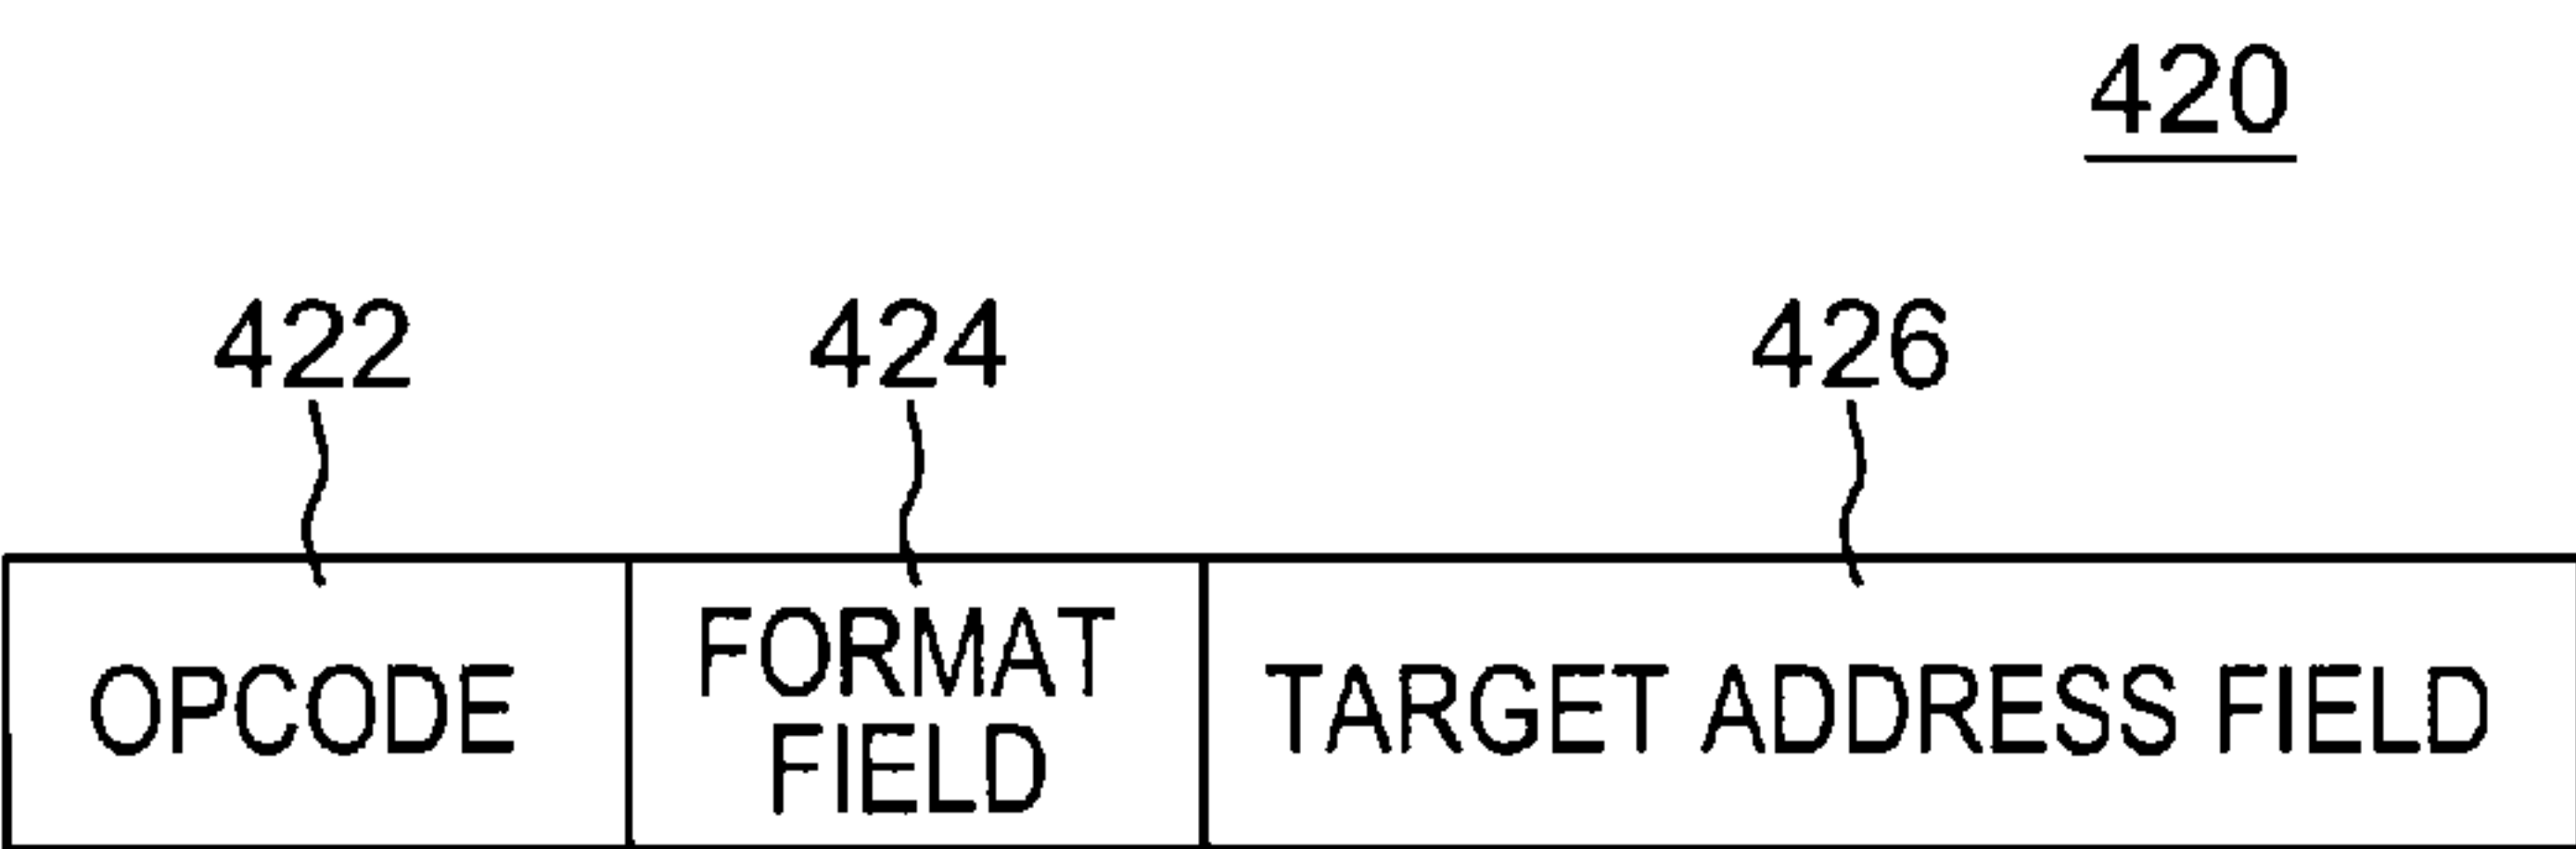 420
422 424 426
OPCODE FORMAT FIELD TARGET ADDRESS FIELD